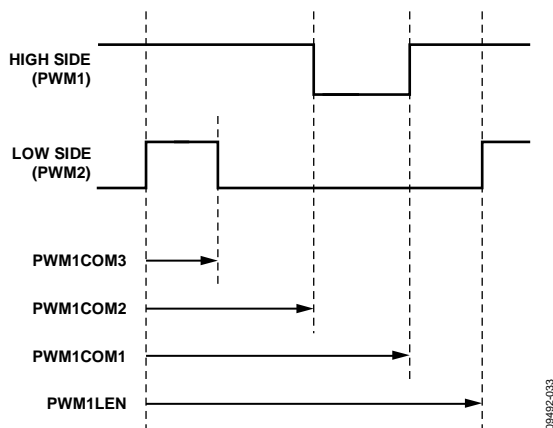 HIGH SIDE
(PWM1)
LOW SIDE
(PWM2)
PWM1COM3
PWM1COM2
PWM1COM1
PWM1LEN
09492-033